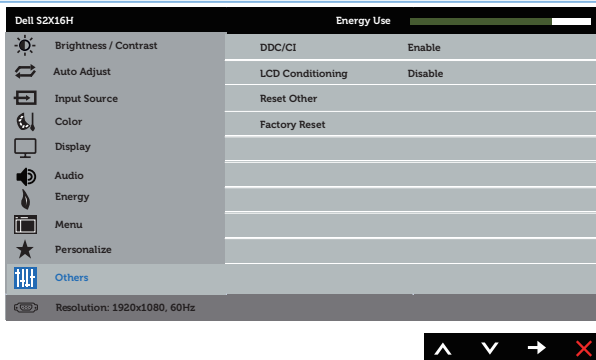 Dell S2X16H Energy Use
Brightness / Contrast DDC/CI Enable
Auto Adjust LCD Conditioning Disable
Input Source Reset Other
Color Factory Reset
Display
Audio
Energy
Menu
Personalize
Others
Resolution: 1920x1080, 60Hz